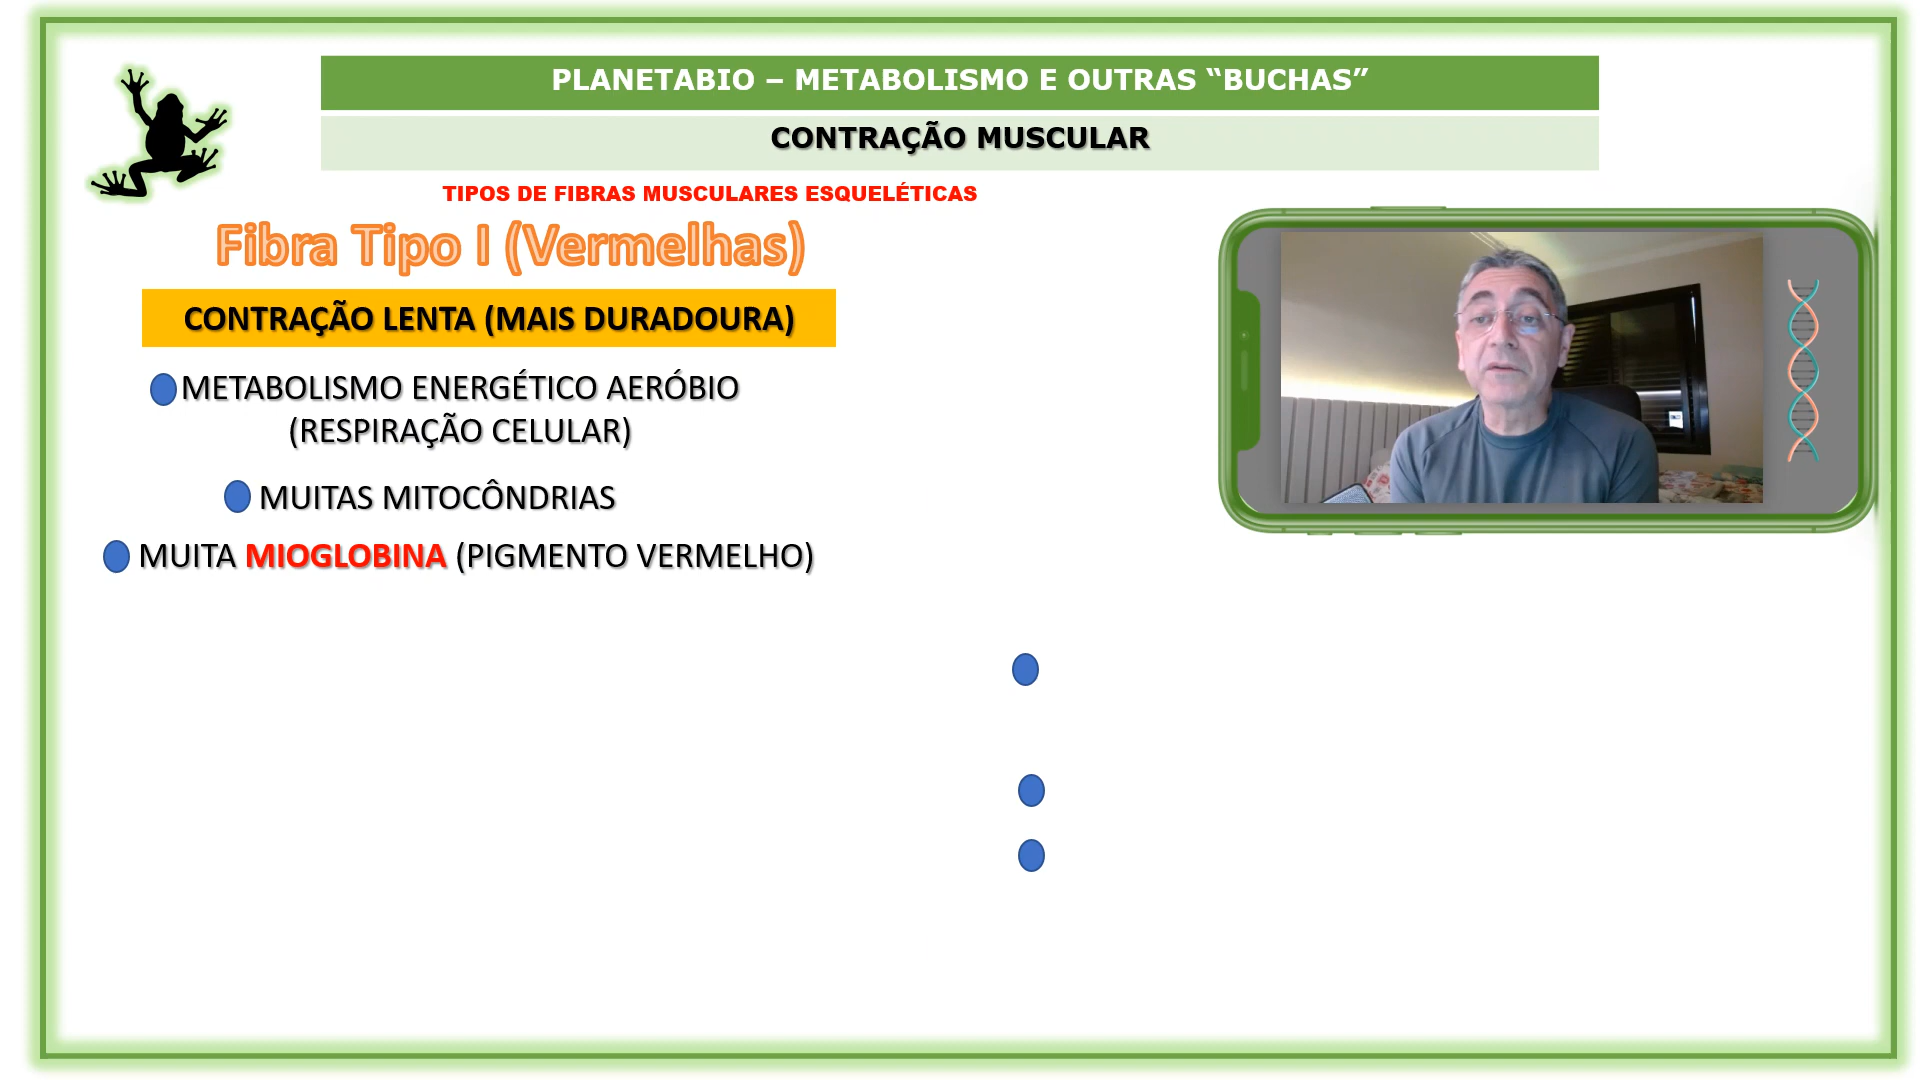 PLANETABIO – METABOLISMO E OUTRAS “BUCHAS”
CONTRAÇÃO MUSCULAR
TIPOS DE FIBRAS MUSCULARES ESQUELÉTICAS
Fibra Tipo I (Vermelhas)
CONTRAÇÃO LENTA (MAIS DURADOURA)
METABOLISMO ENERGÉTICO AERÓBIO
(RESPIRAÇÃO CELULAR)
MUITAS MITOCÔNDRIAS
MUITA MIOGLOBINA (PIGMENTO VERMELHO)